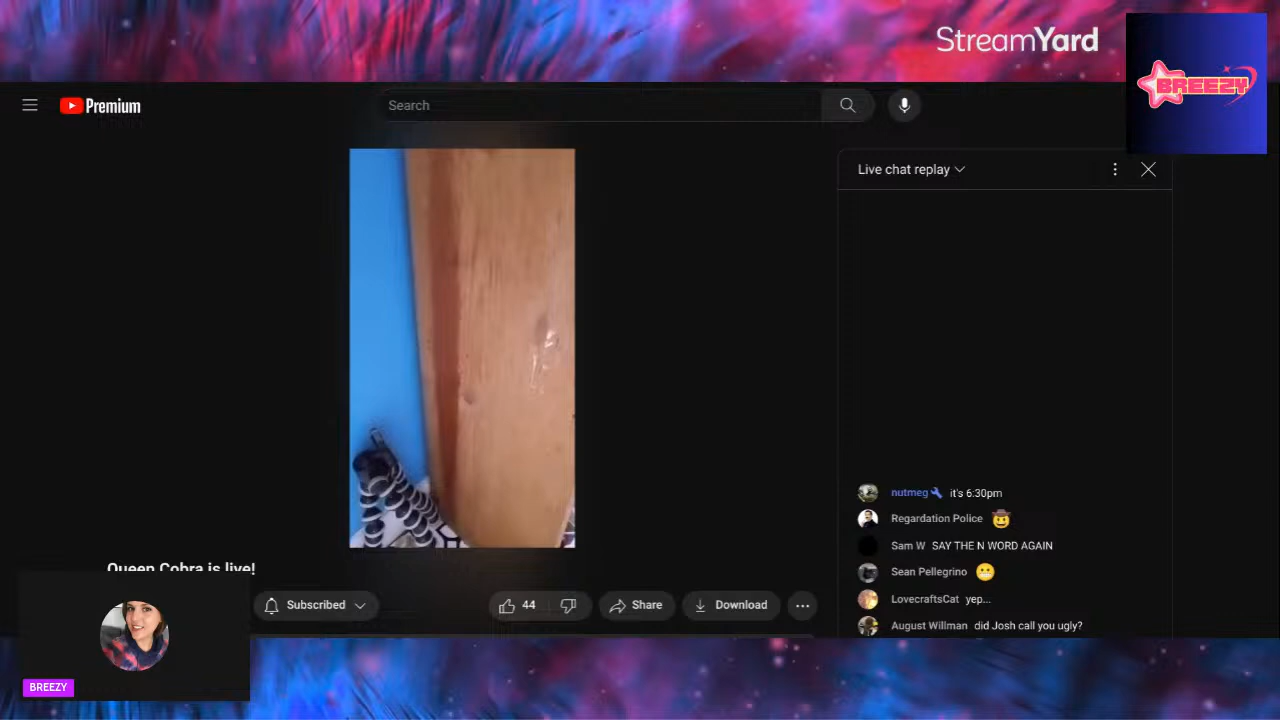 StreamYard
BREEZY
Premium
Search
Live chat replay
nutmeg it's 6:30pm
Regardation Police
Sam W SAY THE N WORD AGAIN
Sean Pellegrino
LovecraftsCat yep...
August Willman did Josh call you ugly?
Queen Cobra is live!
Subscribed
44
Share
Download
BREEZY